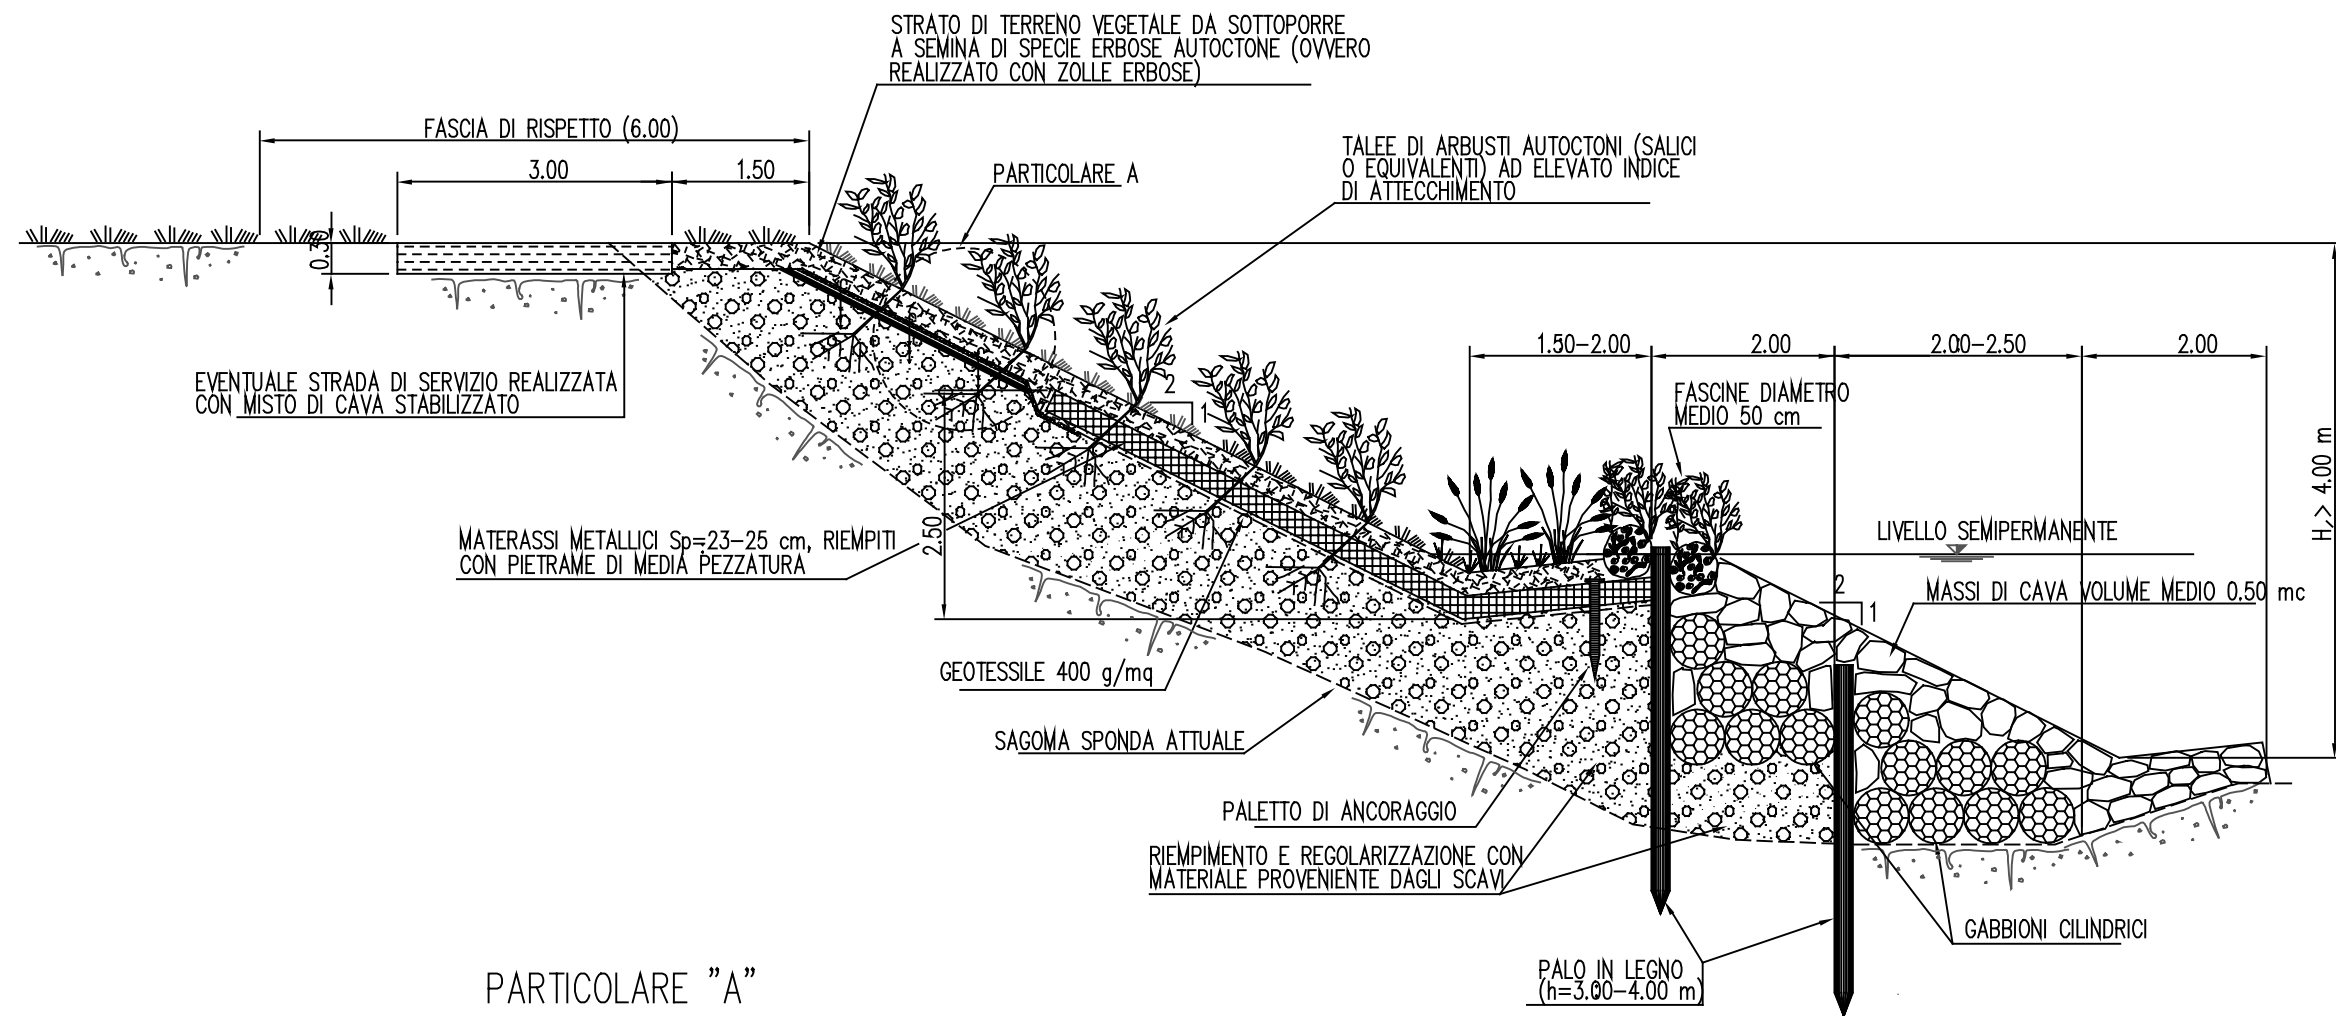 STRATO DI TERRENO VEGETALE DA SOTTOPORRE
A SEMINA DI SPECIE ERBOSE AUTOCTONE (OVVERO
REALIZZATO CON ZOLLE ERBOSE)
FASCIA DI RISPETTO (6.00)
3.00
1.50
PARTICOLARE A
TALEE DI ARBUSTI AUTOCTONI (SALICI
O EQUIVALENTI) AD ELEVATO INDICE
DI ATTECCHIMENTO
0.30
EVENTUALE STRADA DI SERVIZIO REALIZZATA
CON MISTO DI CAVA STABILIZZATO
2
1
1.50-2.00
2.00
2.00-2.50
2.00
FASCINE DIAMETRO
MEDIO 50 cm
H > 4.00 m
LIVELLO SEMIPERMANENTE
MATERASSI METALLICI Sp=23-25 cm, RIEMPITI
CON PIETRAME DI MEDIA PEZZATURA
2.50
2
1
MASSI DI CAVA VOLUME MEDIO 0.50 mc
GEOTESSILE 400 g/mq
SAGOMA SPONDA ATTUALE
PALETTO DI ANCORAGGIO
RIEMPIMENTO E REGOLARIZZAZIONE CON
MATERIALE PROVENIENTE DAGLI SCAVI
GABBIONI CILINDRICI
PALO IN LEGNO
(h=3.00-4.00 m)
PARTICOLARE "A"